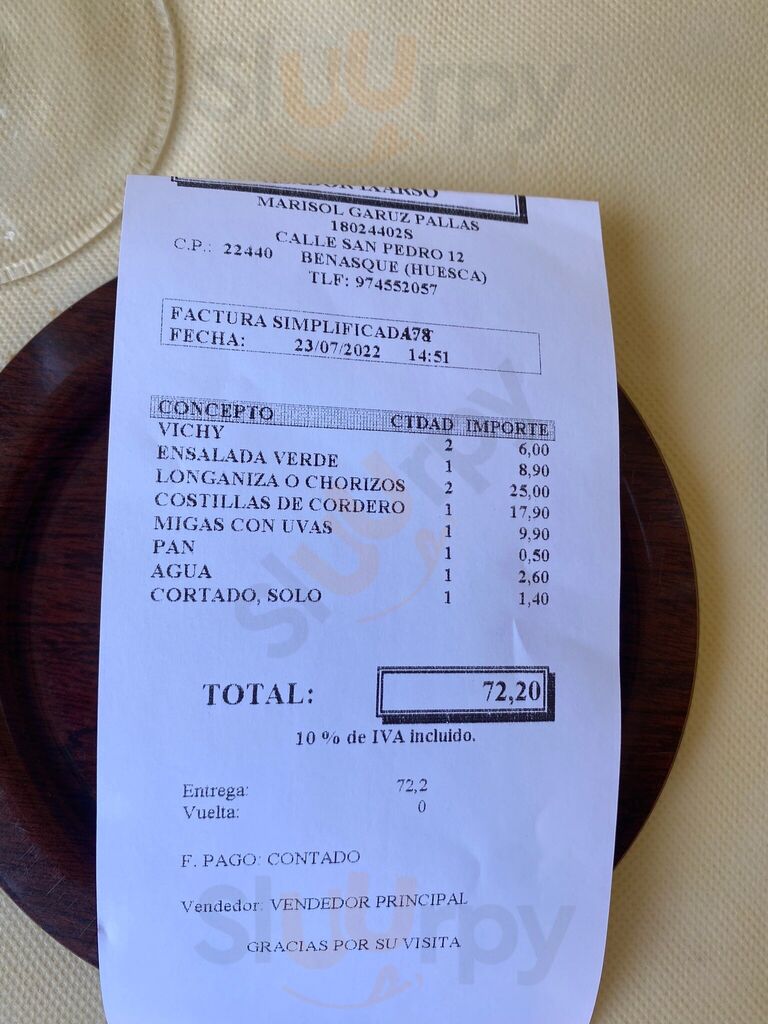 MARISOL GARUZ PALLAS
18024402S
CALLE SAN PEDRO 12
C.P.: 22440 BENASQUE (HUESCA)
TLF: 974552057
FACTURA SIMPLIFICADA
FECHA: 23/07/2022 14:51
CONCEPTO CTDAD IMPORTE
VICHY 2 6,00
ENSALADA VERDE 1 8,90
LONGANIZA O CHORIZOS 2 25,00
COSTILLAS DE CORDERO 1 17,90
MIGAS CON UVAS 1 9,90
PAN 1 0,50
AGUA 1 2,60
CORTADO, SOLO 1 1,40
TOTAL: 72,20
10 % de IVA incluido.
Entrega: 72,2
Vuelta: 0
F. PAGO: CONTADO
Vendedor: VENDEDOR PRINCIPAL
GRACIAS POR SU VISITA
sluurpy
sluurpy
sluurpy